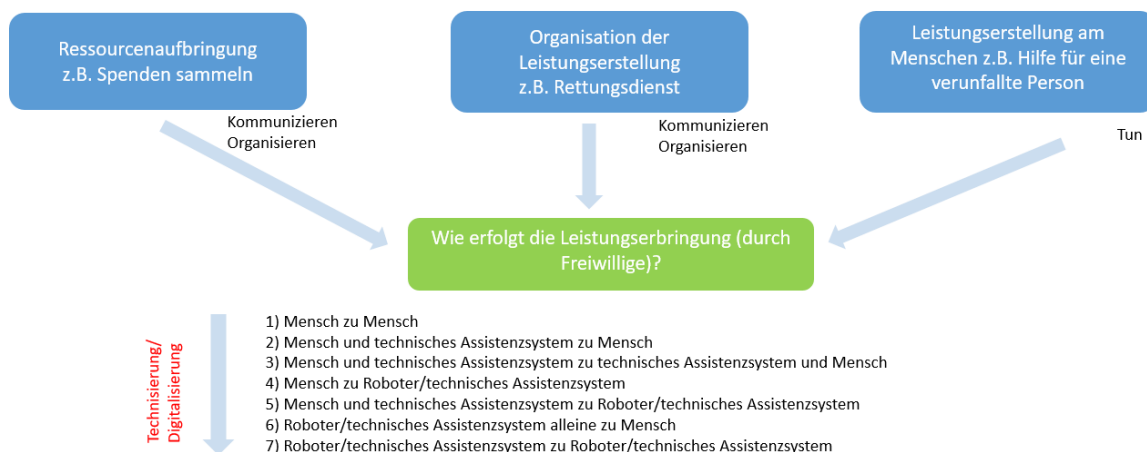 Ressourcenaufbringung
z.B. Spenden sammeln
Organisation der
Leistungserstellung
z.B. Rettungsdienst
Leistungserstellung am
Menschen z.B. Hilfe für eine
verunfallte Person
Kommunizieren
Organisieren
Kommunizieren
Organisieren
Tun
Wie erfolgt die Leistungserbringung (durch
Freiwillige)?
Technisierung/
Digitalisierung
1) Mensch zu Mensch
2) Mensch und technisches Assistenzsystem zu Mensch
3) Mensch und technisches Assistenzsystem zu technisches Assistenzsystem und Mensch
4) Mensch zu Roboter/technisches Assistenzsystem
5) Mensch und technisches Assistenzsystem zu Roboter/technisches Assistenzsystem
6) Roboter/technisches Assistenzsystem alleine zu Mensch
7) Roboter/technisches Assistenzsystem zu Roboter/technisches Assistenzsystem